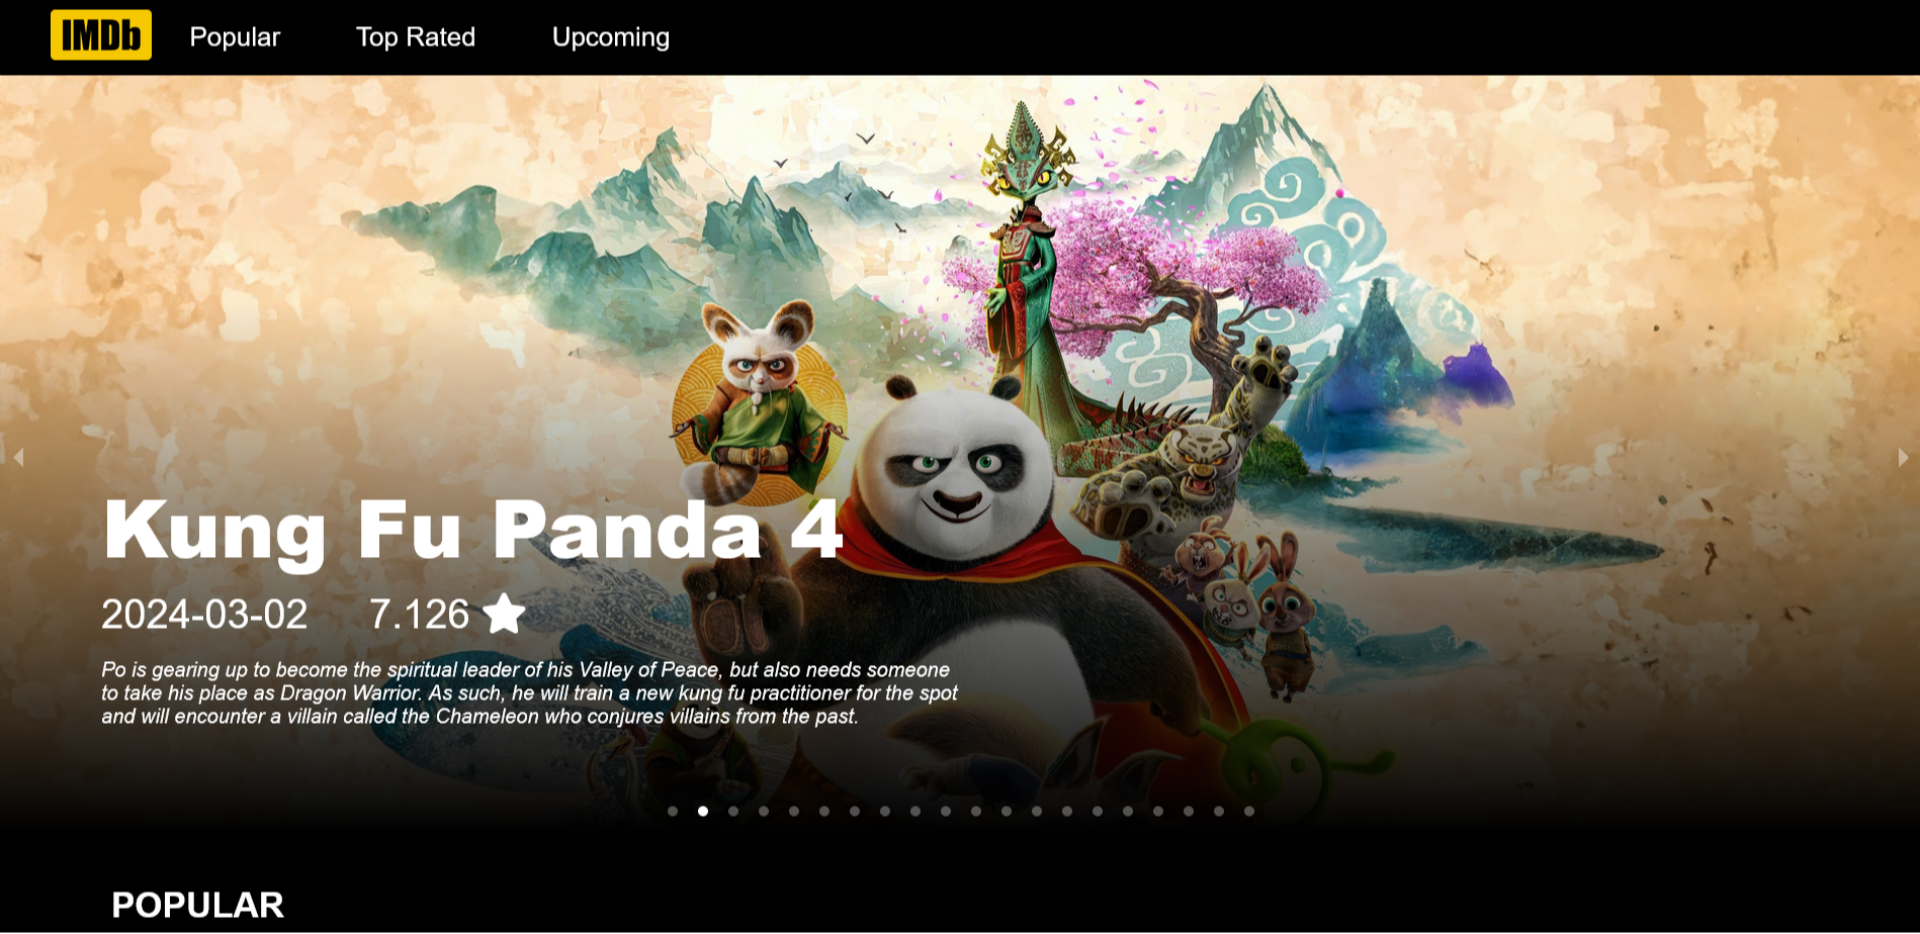 IMDb Popular Top Rated Upcoming
Kung Fu Panda 4
2024-03-02 7.126
Po is gearing up to become the spiritual leader of his Valley of Peace, but also needs someone
to take his place as Dragon Warrior. As such, he will train a new kung fu practitioner for the spot
and will encounter a villain called the Chameleon who conjures villains from the past.
POPULAR